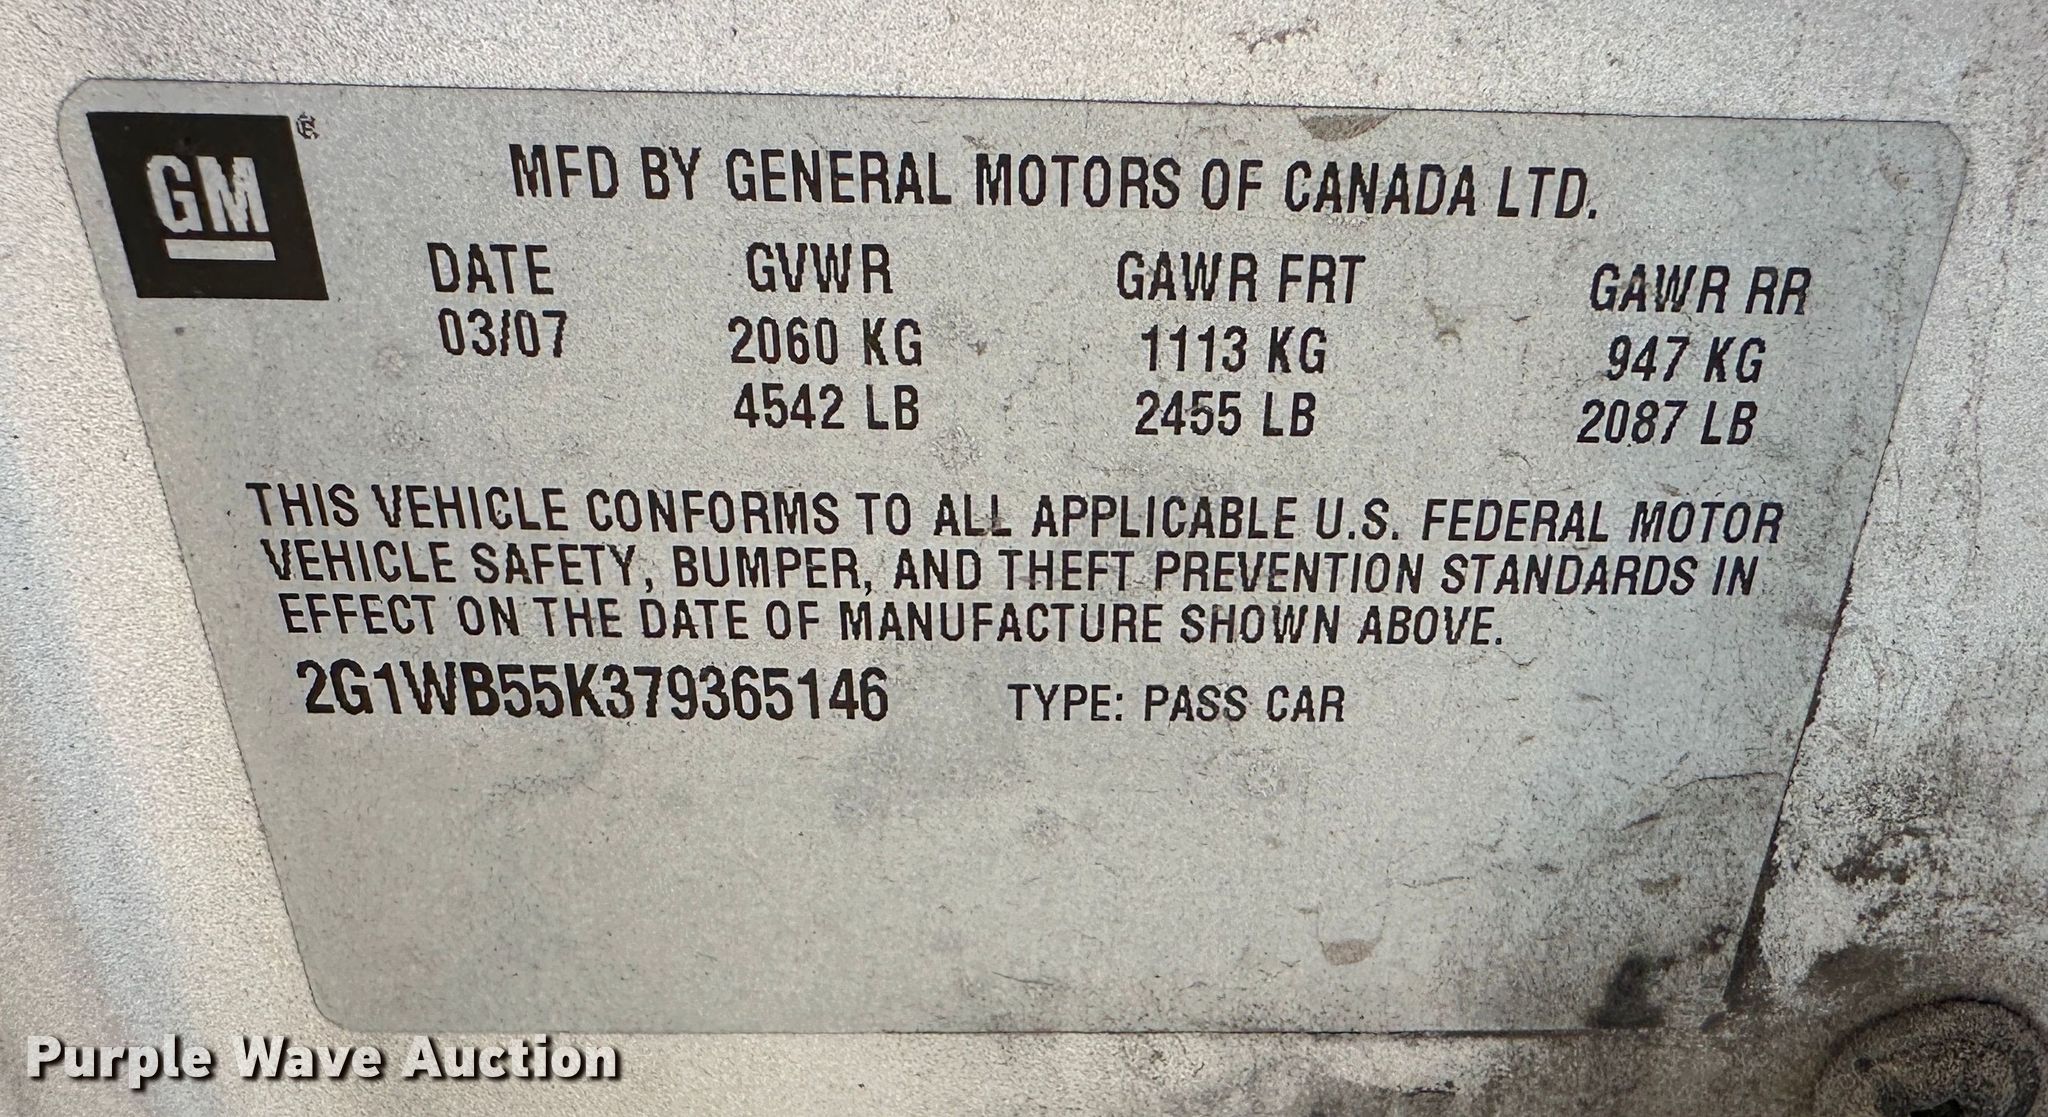 GM
MFD BY GENERAL MOTORS OF CANADA LTD.
DATE GVWR GAWR FRT GAWR RR
03/07 2060 KG 1113 KG 947 KG
4542 LB 2455 LB 2087 LB
THIS VEHICLE CONFORMS TO ALL APPLICABLE U.S. FEDERAL MOTOR
VEHICLE SAFETY, BUMPER, AND THEFT PREVENTION STANDARDS IN
EFFECT ON THE DATE OF MANUFACTURE SHOWN ABOVE.
2G1WB55K379365146 TYPE: PASS CAR
Purple Wave Auction